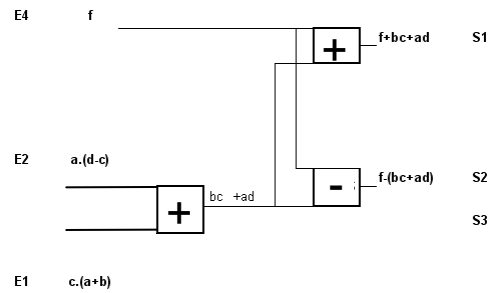 E4 f
+ f+bc+ad S1
E2 a.(d-c)
- f-(bc+ad) S2
bc +ad
+
S3
E1 c.(a+b)